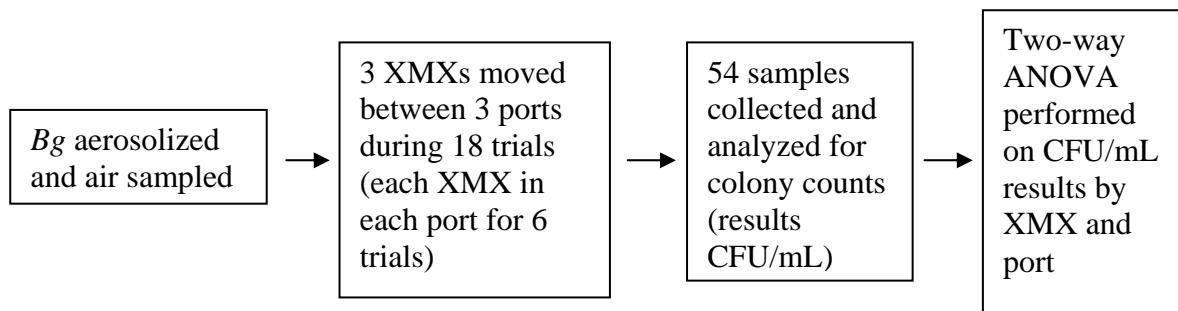 Bg aerosolized
and air sampled
3 XMXs moved
between 3 ports
during 18 trials
(each XMX in
each port for 6
trials)
54 samples
collected and
analyzed for
colony counts
(results
CFU/mL)
Two-way
ANOVA
performed
on CFU/mL
results by
XMX and
port